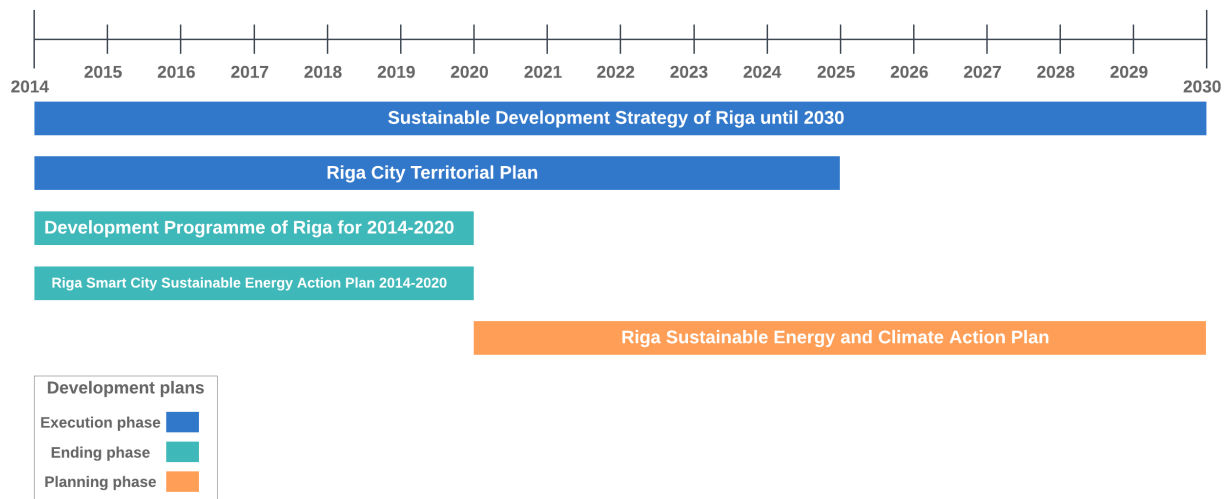 2015 2016 2017 2018 2019 2020 2021 2022 2023 2024 2025 2026 2027 2028 2029
2014 2030
Sustainable Development Strategy of Riga until 2030
Riga City Territorial Plan
Development Programme of Riga for 2014-2020
Riga Smart City Sustainable Energy Action Plan 2014-2020
Riga Sustainable Energy and Climate Action Plan
Development plans
Execution phase
Ending phase
Planning phase